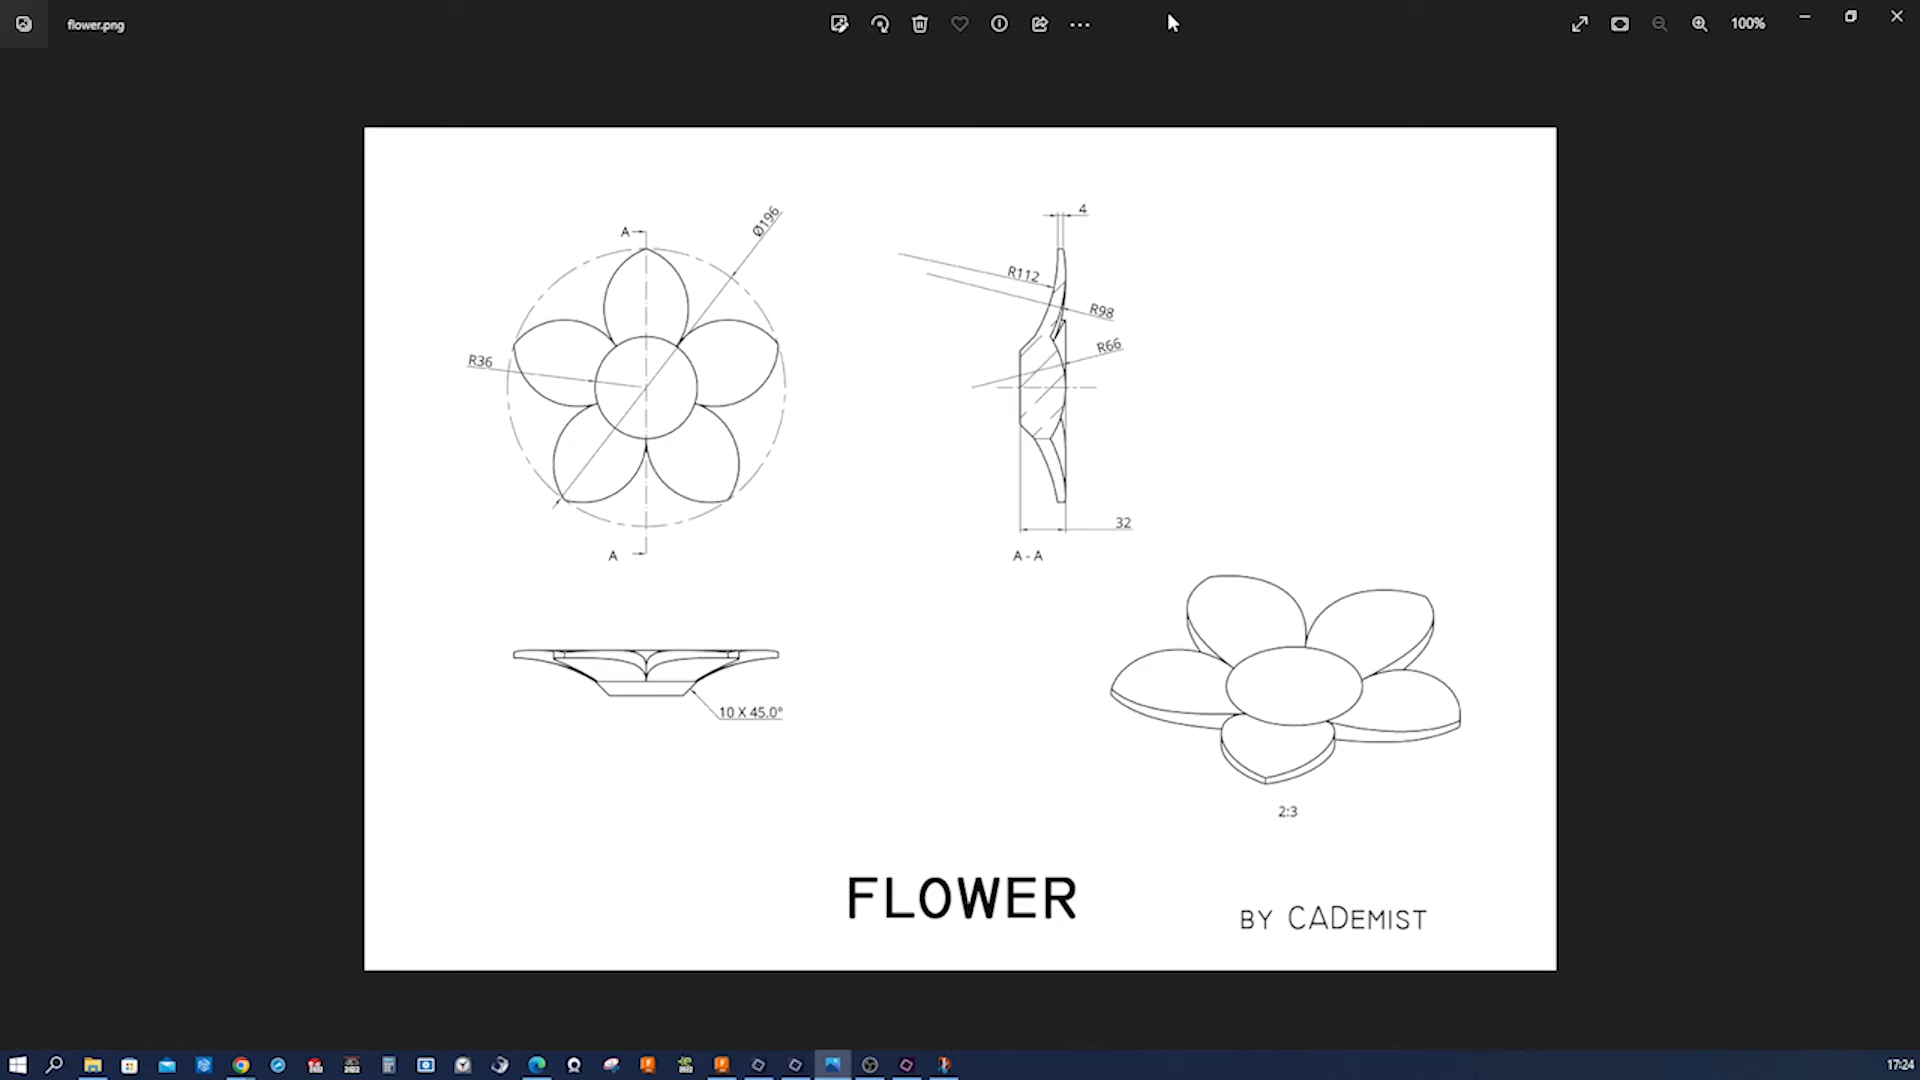 flower.png
100%
A
Ø196
R36
A
4
R112
R98
R66
32
A - A
10 X 45.0°
2:3
FLOWER
BY CADEMIST
17:24